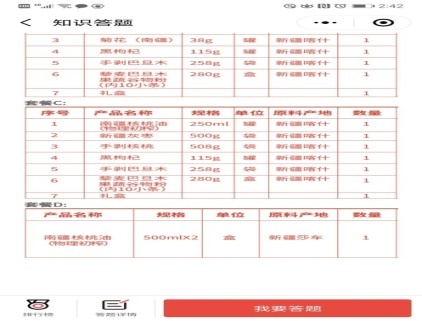 2:42
知识答题
3 菊花（南疆） 38g 罐 新疆喀什 1
4 黑枸杞 115g 罐 新疆喀什 1
5 手剥巴旦木 258g 袋 新疆喀什 1
6 藜麦巴旦木果蔬谷物粉(内10小条) 280g 盒 新疆喀什 1
7 礼盒 1
套餐C:
序号 产品名称 规格 单位 原料产地 数量
1 南疆核桃油(物理初榨) 250ml 罐 新疆喀什 1
2 新疆灰枣 500g 袋 新疆喀什 1
3 手剥核桃 508g 袋 新疆喀什 1
4 黑枸杞 115g 罐 新疆喀什 1
5 手剥巴旦木 258g 袋 新疆喀什 1
6 藜麦巴旦木果蔬谷物粉(内10小条) 280g 盒 新疆喀什 1
7 礼盒 1
套餐D:
产品名称 规格 单位 原料产地 数量
南疆核桃油(物理初榨) 500mlX2 盒 新疆莎车 1
排行榜
答题详情
我要答题